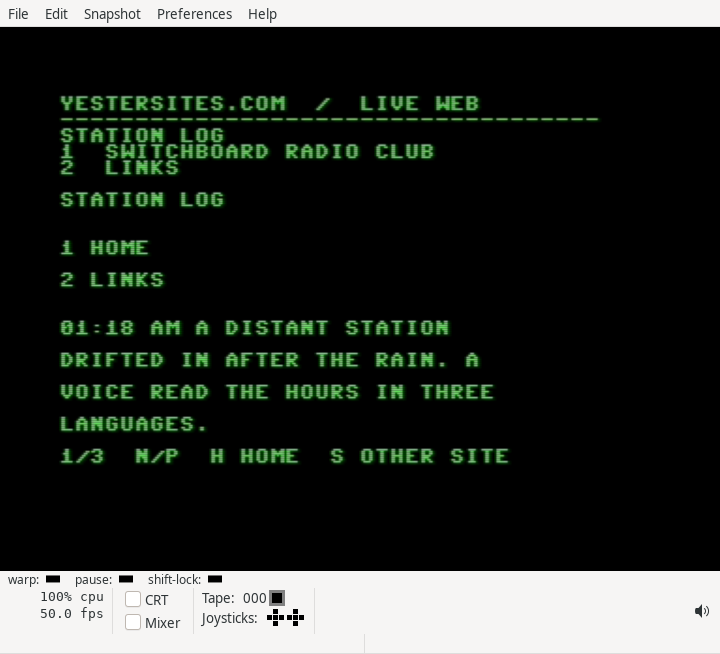 File Edit Snapshot Preferences Help
YESTERSITES.COM / LIVE WEB
------------------------------------
STATION LOG
1 SWITCHBOARD RADIO CLUB
2 LINKS
STATION LOG
1 HOME
2 LINKS
01:18 AM A DISTANT STATION
DRIFTED IN AFTER THE RAIN. A
VOICE READ THE HOURS IN THREE
LANGUAGES.
1/3 N/P H HOME S OTHER SITE
warp: pause: shift-lock:
100% cpu
50.0 fps
CRT
Mixer
Tape: 000
Joysticks: